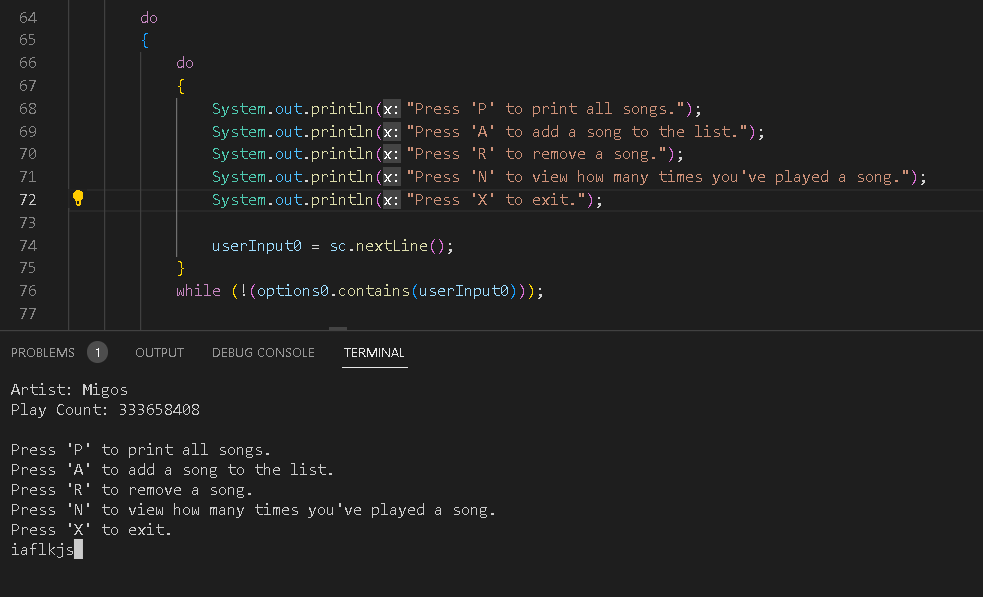 64 do
65 {
66 do
67 {
68 System.out.println(x: "Press 'P' to print all songs.");
69 System.out.println(x: "Press 'A' to add a song to the list.");
70 System.out.println(x: "Press 'R' to remove a song.");
71 System.out.println(x: "Press 'N' to view how many times you've played a song.");
72 System.out.println(x: "Press 'X' to exit.");
73
74 userInput0 = sc.nextLine();
75 }
76 while (!(options0.contains(userInput0)));
77
PROBLEMS 1 OUTPUT DEBUG CONSOLE TERMINAL
Artist: Migos
Play Count: 333658408
Press 'P' to print all songs.
Press 'A' to add a song to the list.
Press 'R' to remove a song.
Press 'N' to view how many times you've played a song.
Press 'X' to exit.
iaflkjs